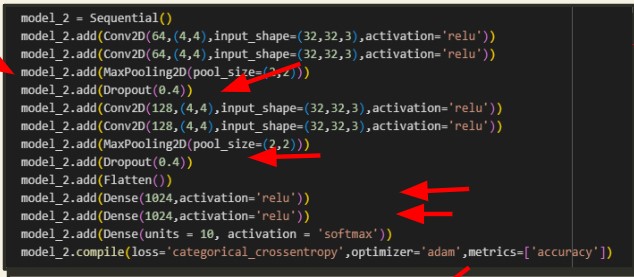 model_2 = Sequential()
model_2.add(Conv2D(64,(4,4),input_shape=(32,32,3),activation='relu'))
model_2.add(Conv2D(64,(4,4),input_shape=(32,32,3),activation='relu'))
model_2.add(MaxPooling2D(pool_size=(2,2)))
model_2.add(Dropout(0.4))
model_2.add(Conv2D(128,(4,4),input_shape=(32,32,3),activation='relu'))
model_2.add(Conv2D(128,(4,4),input_shape=(32,32,3),activation='relu'))
model_2.add(MaxPooling2D(pool_size=(2,2)))
model_2.add(Dropout(0.4))
model_2.add(Flatten())
model_2.add(Dense(1024,activation='relu'))
model_2.add(Dense(1024,activation='relu'))
model_2.add(Dense(units = 10, activation = 'softmax'))
model_2.compile(loss='categorical_crossentropy',optimizer='adam',metrics=['accuracy'])